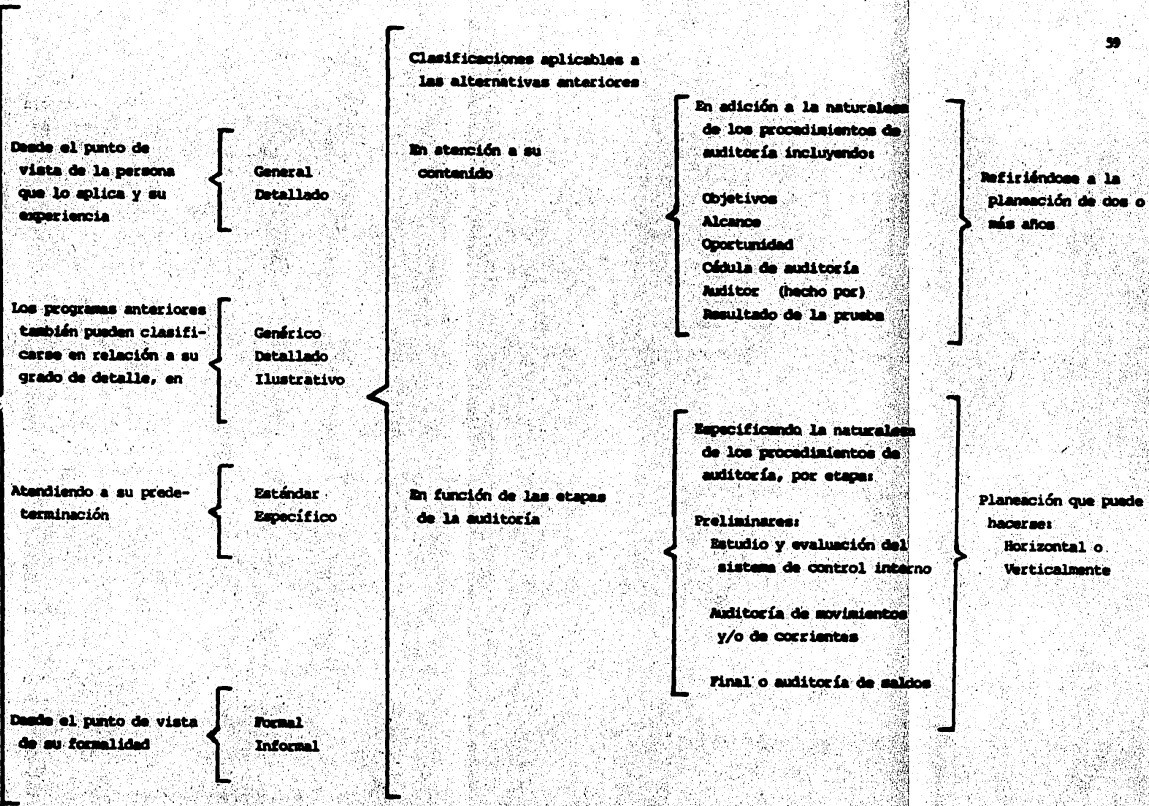 59
Desde el punto de
vista de la persona
que lo aplica y su
experiencia
General
Detallado
Los programas anteriores
también pueden clasifi-
carse en relación a su
grado de detalle, en
Genérico
Detallado
Ilustrativo
Atendiendo a su prede-
terminación
Estándar
Específico
Desde el punto de vista
de su formalidad
Formal
Informal
Clasificaciones aplicables a
las alternativas anteriores
En atención a su
contenido
En función de las etapas
de la auditoría
En adición a la naturaleza
de los procedimientos de
auditoría incluyendo:
Objetivos
Alcance
Oportunidad
Cédula de auditoría
Auditor (hecho por)
Resultado de la prueba
Especificando la naturaleza
de los procedimientos de
auditoría, por etapa:
Preliminares:
Estudio y evaluación del
sistema de control interno
Auditoría de movimientos
y/o de corrientes
Final o auditoría de saldos
Refiriéndose a la
planeación de dos o
más años
Planeación que puede
hacerse:
Horizontal o
Verticalmente